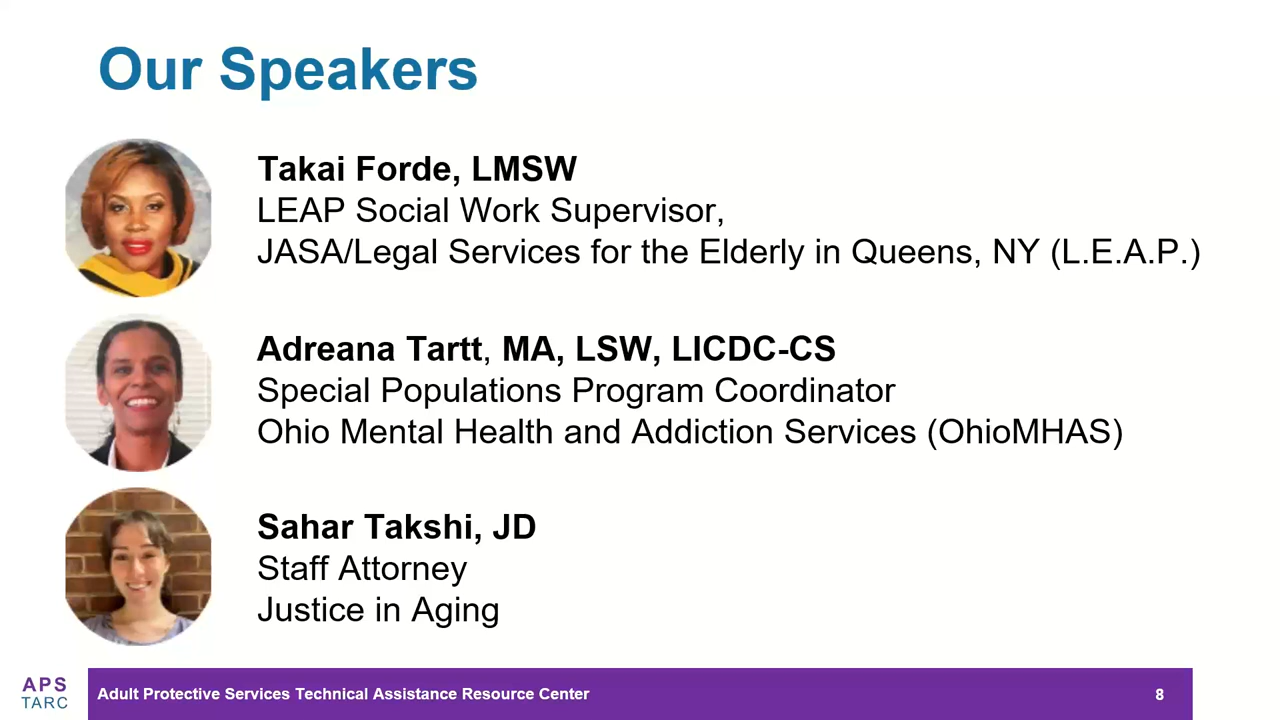 Our Speakers
Takai Forde, LMSW
LEAP Social Work Supervisor,
JASA/Legal Services for the Elderly in Queens, NY (L.E.A.P.)
Adreana Tartt, MA, LSW, LICDC-CS
Special Populations Program Coordinator
Ohio Mental Health and Addiction Services (OhioMHAS)
Sahar Takshi, JD
Staff Attorney
Justice in Aging
APS
TARC
Adult Protective Services Technical Assistance Resource Center
8